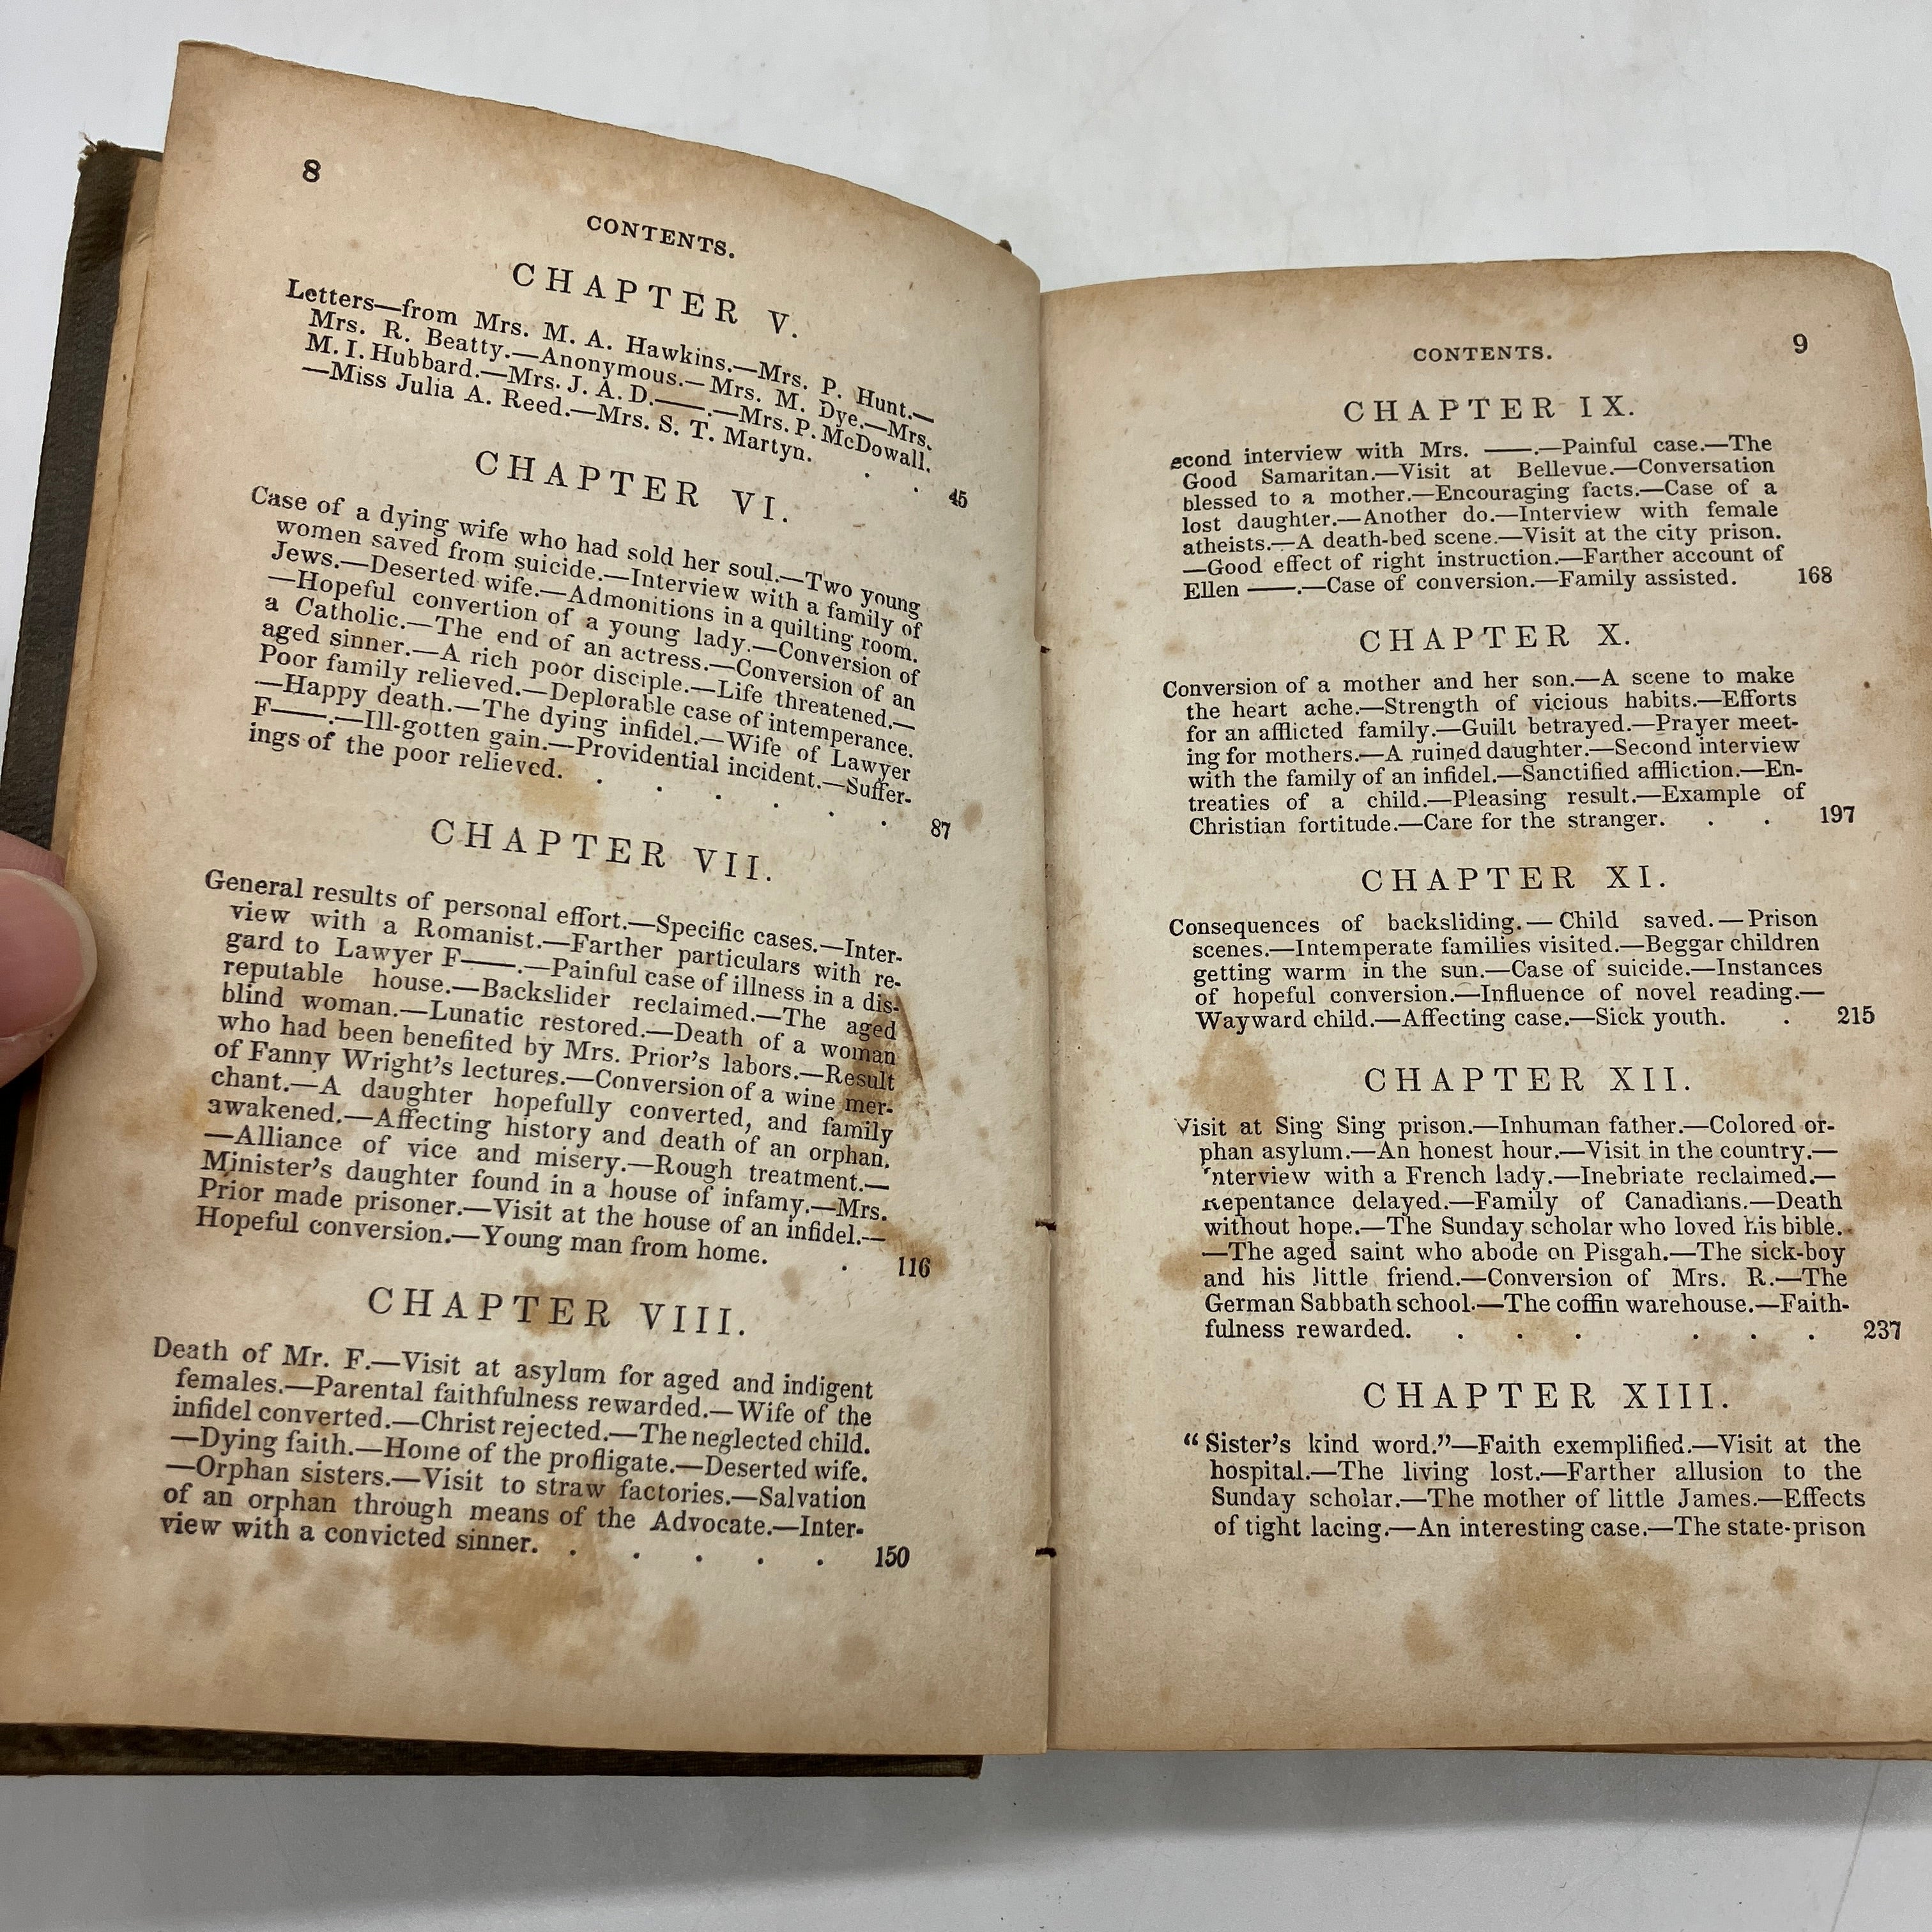 8
CONTENTS.
CHAPTER V.
Letters—from Mrs. M. A. Hawkins.—Mrs. P. Hunt.—
Mrs. R. Beatty.—Anonymous.—Mrs. M. Dye.—Mrs.
M. I. Hubbard.—Mrs. J. A. D.——.—Mrs. P. McDowall.
—Miss Julia A. Reed.—Mrs. S. T. Martyn. . . 45
CHAPTER VI.
Case of a dying wife who had sold her soul.—Two young
women saved from suicide.—Interview with a family of
Jews.—Deserted wife.—Admonitions in a quilting room.
—Hopeful convertion of a young lady.—Conversion of
a Catholic.—The end of an actress.—Conversion of an
aged sinner.—A rich poor disciple.—Life threatened.—
Poor family relieved.—Deplorable case of intemperance.
—Happy death.—The dying infidel.—Wife of Lawyer
F——.—Ill-gotten gain.—Providential incident.—Suffer-
ings of the poor relieved. . . . . . . 87
CHAPTER VII.
General results of personal effort.—Specific cases.—Inter-
view with a Romanist.—Farther particulars with re-
gard to Lawyer F——.—Painful case of illness in a dis-
reputable house.—Backslider reclaimed.—The aged
blind woman.—Lunatic restored.—Death of a woman
who had been benefited by Mrs. Prior's labors.—Result
of Fanny Wright's lectures.—Conversion of a wine mer-
chant.—A daughter hopefully converted, and family
awakened.—Affecting history and death of an orphan.
—Alliance of vice and misery.—Rough treatment.—
Minister's daughter found in a house of infamy.—Mrs.
Prior made prisoner.—Visit at the house of an infidel.—
Hopeful conversion.—Young man from home. . 116
CHAPTER VIII.
Death of Mr. F.—Visit at asylum for aged and indigent
females.—Parental faithfulness rewarded.—Wife of the
infidel converted.—Christ rejected.—The neglected child.
—Dying faith.—Home of the profligate.—Deserted wife.
—Orphan sisters.—Visit to straw factories.—Salvation
of an orphan through means of the Advocate.—Inter-
view with a convicted sinner. . . . . . 150
CONTENTS. 9
CHAPTER IX.
econd interview with Mrs. ——.—Painful case.—The
Good Samaritan.—Visit at Bellevue.—Conversation
blessed to a mother.—Encouraging facts.—Case of a
lost daughter.—Another do.—Interview with female
atheists.—A death-bed scene.—Visit at the city prison.
—Good effect of right instruction.—Farther account of
Ellen ——.—Case of conversion.—Family assisted. 168
CHAPTER X.
Conversion of a mother and her son.—A scene to make
the heart ache.—Strength of vicious habits.—Efforts
for an afflicted family.—Guilt betrayed.—Prayer meet-
ing for mothers.—A ruined daughter.—Second interview
with the family of an infidel.—Sanctified affliction.—En-
treaties of a child.—Pleasing result.—Example of
Christian fortitude.—Care for the stranger. . . 197
CHAPTER XI.
Consequences of backsliding.—Child saved.—Prison
scenes.—Intemperate families visited.—Beggar children
getting warm in the sun.—Case of suicide.—Instances
of hopeful conversion.—Influence of novel reading.—
Wayward child.—Affecting case.—Sick youth. . 215
CHAPTER XII.
Visit at Sing Sing prison.—Inhuman father.—Colored or-
phan asylum.—An honest hour.—Visit in the country.—
nterview with a French lady.—Inebriate reclaimed.—
Repentance delayed.—Family of Canadians.—Death
without hope.—The Sunday scholar who loved his bible.
—The aged saint who abode on Pisgah.—The sick-boy
and his little friend.—Conversion of Mrs. R.—The
German Sabbath school.—The coffin warehouse.—Faith-
fulness rewarded. . . . . . . 237
CHAPTER XIII.
"Sister's kind word."—Faith exemplified.—Visit at the
hospital.—The living lost.—Farther allusion to the
Sunday scholar.—The mother of little James.—Effects
of tight lacing.—An interesting case.—The state-prison